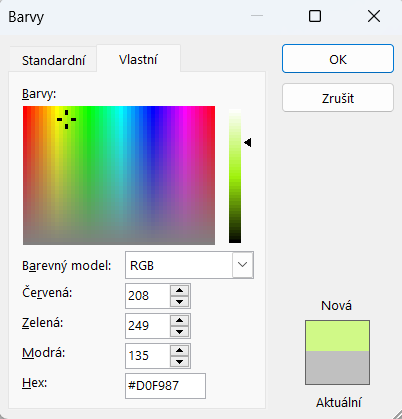 Barvy
Standardní
Vlastní
OK
Zrušit
Barvy:
Barevný model:
RGB
Červená:
208
Zelená:
249
Modrá:
135
Hex:
#D0F987
Nová
Aktuální